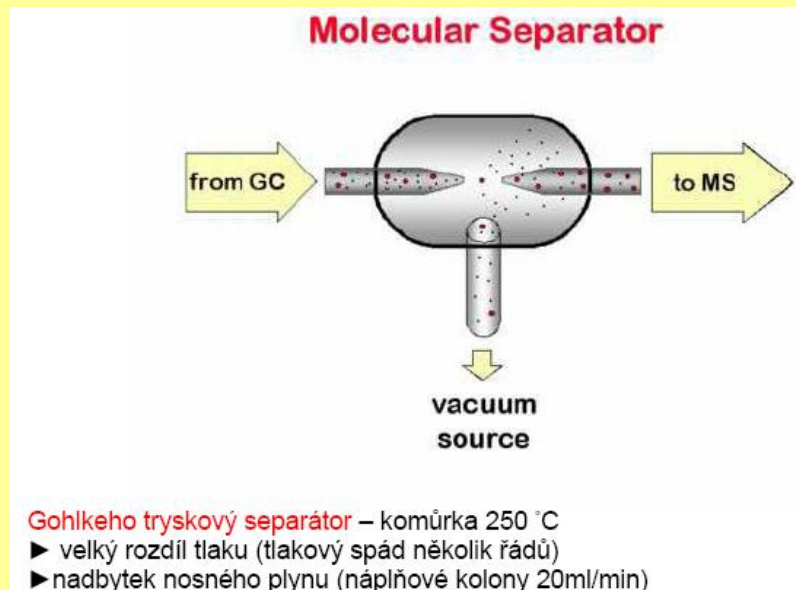 Molecular Separator
from GC
to MS
vacuum
source
Gohlkeho tryskový separátor – komůrka 250 ˚C
► velký rozdíl tlaku (tlakový spád několik řádů)
►nadbytek nosného plynu (náplňové kolony 20ml/min)